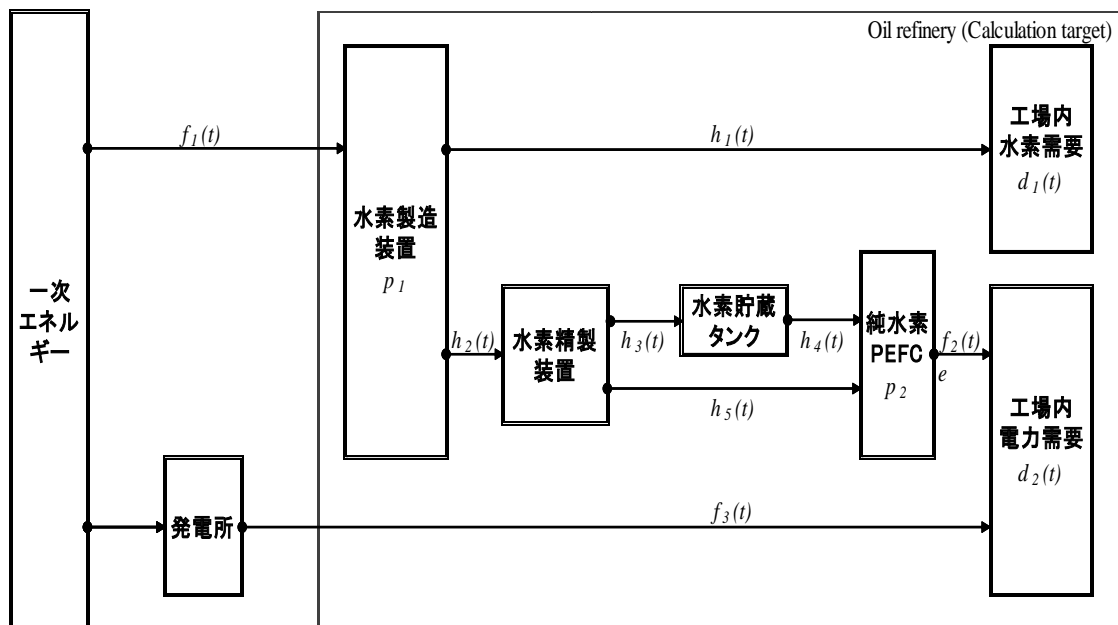 Oil refinery (Calculation target)
一次
エネル
ギー
f1(t)
水素製造
装置
p1
h1(t)
工場内
水素需要
d1(t)
h2(t)
水素精製
装置
h3(t)
水素貯蔵
タンク
h4(t)
h5(t)
純水素
PEFC
p2
f2(t)
e
工場内
電力需要
d2(t)
発電所
f3(t)